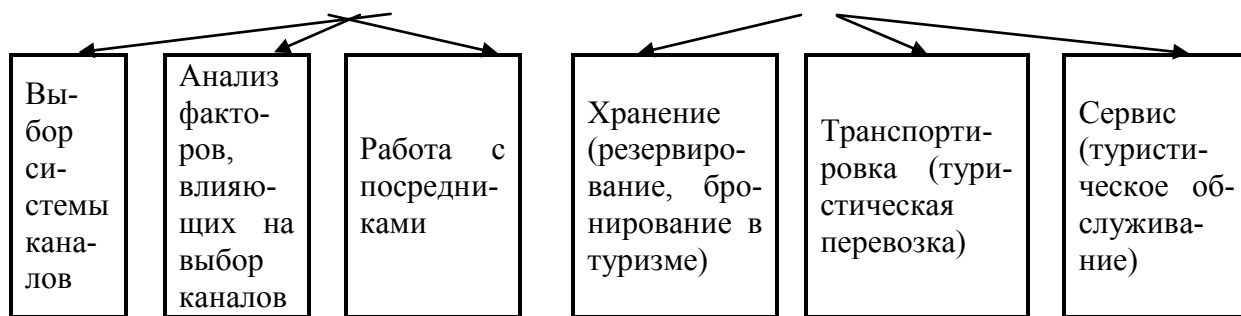 Вы-
бор
си-
стемы
кана-
лов
Анализ
факто-
ров,
влияю-
щих на
выбор
каналов
Работа с
посредни-
ками
Хранение
(резервиро-
вание, бро-
нирование в
туризме)
Транспорти-
ровка (тури-
стическая
перевозка)
Сервис
(туристи-
ческое об-
служива-
ние)